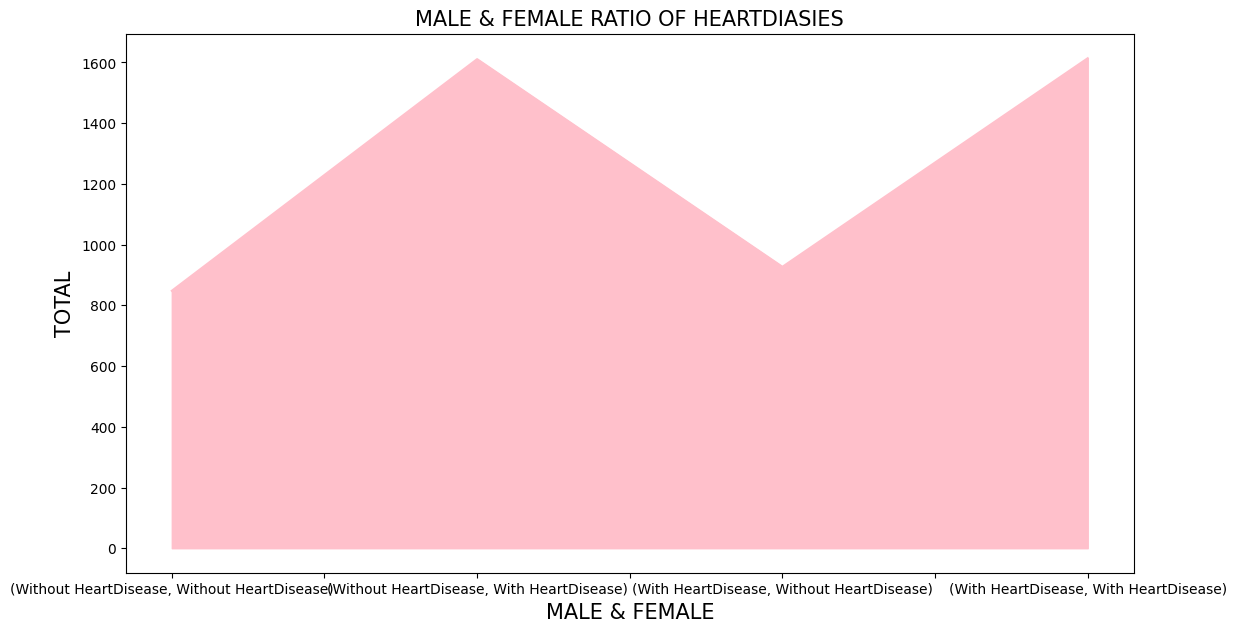 MALE & FEMALE RATIO OF HEARTDIASIES
TOTAL
1600
1400
1200
1000
800
600
400
200
0
(Without HeartDisease, Without HeartDisease)
(Without HeartDisease, With HeartDisease)
(With HeartDisease, Without HeartDisease)
(With HeartDisease, With HeartDisease)
MALE & FEMALE